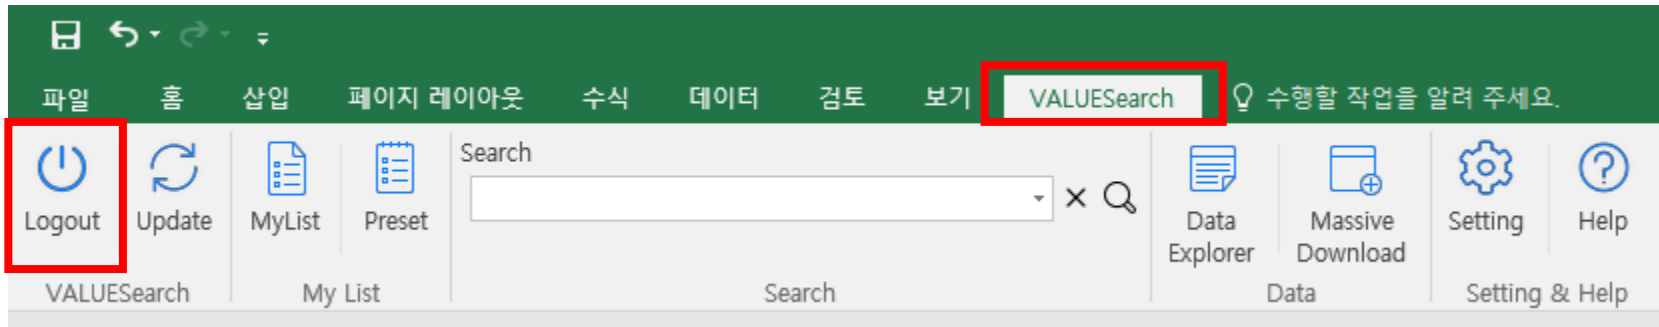 파일 홈 삽입 페이지 레이아웃 수식 데이터 검토 보기 VALUESearch 수행할 작업을 알려 주세요.
Search
Logout Update MyList Preset Data Explorer Massive Download Setting Help
VALUESearch My List Search Data Setting & Help